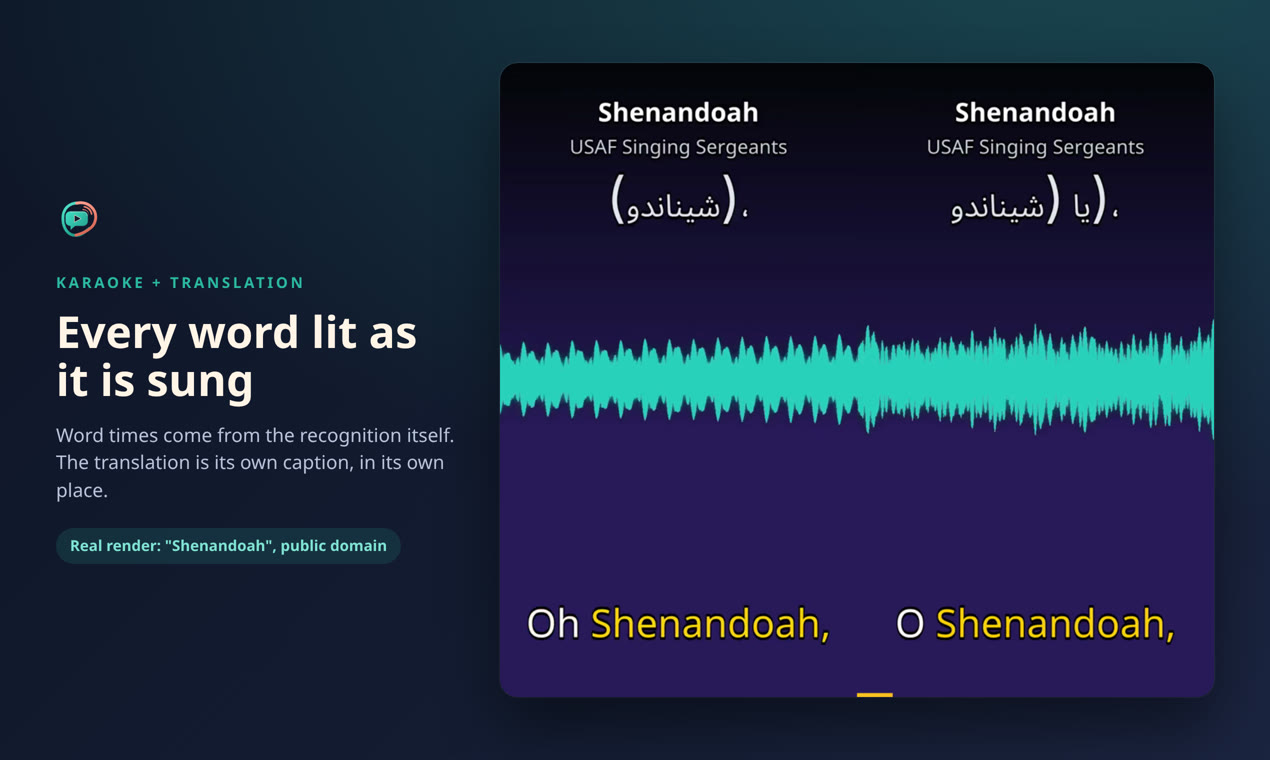 KARAOKE + TRANSLATION
Every word lit as
it is sung
Word times come from the recognition itself.
The translation is its own caption, in its own
place.
Real render: "Shenandoah", public domain
Shenandoah
USAF Singing Sergeants
،(شيناندو)
Oh Shenandoah,
Shenandoah
USAF Singing Sergeants
،(يا (شيناندو
O Shenandoah,